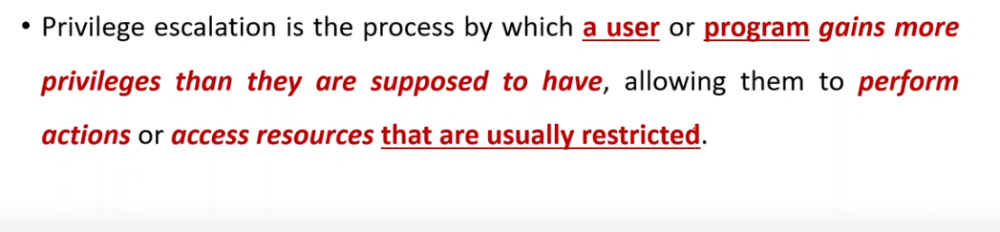 • Privilege escalation is the process by which a user or program gains more
privileges than they are supposed to have, allowing them to perform
actions or access resources that are usually restricted.